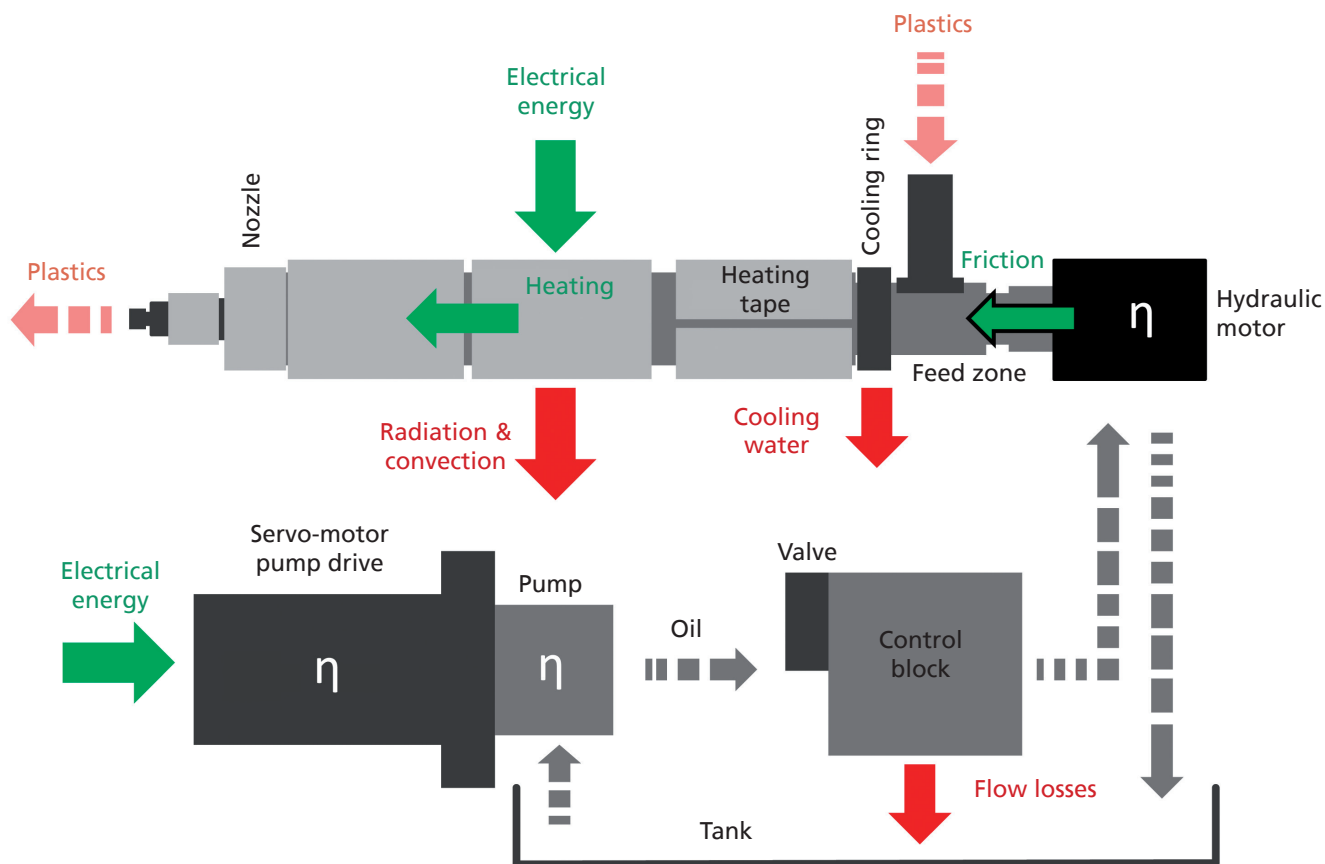 Plastics
Electrical
energy
Cooling ring
Nozzle
Plastics
Heating
Heating
tape
Friction
η
Hydraulic
motor
Feed zone
Radiation &
convection
Cooling
water
Servo-motor
pump drive
Electrical
energy
Pump
Valve
Oil
η
η
Control
block
Flow losses
Tank